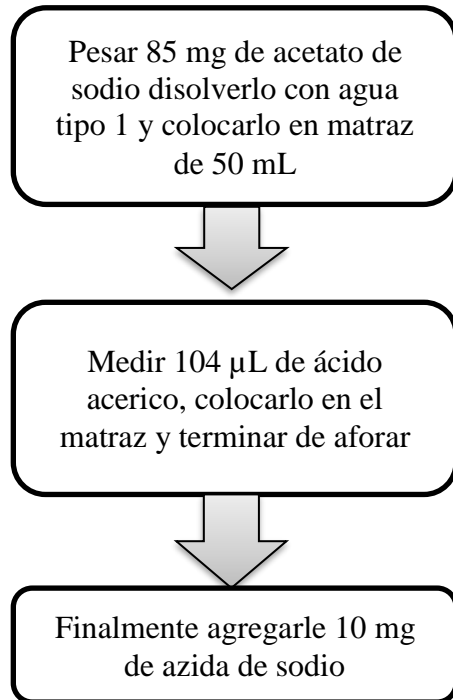 Pesar 85 mg de acetato de
sodio disolverlo con agua
tipo 1 y colocarlo en matraz
de 50 mL
Medir 104 µL de ácido
acerico, colocarlo en el
matraz y terminar de aforar
Finalmente agregarle 10 mg
de azida de sodio